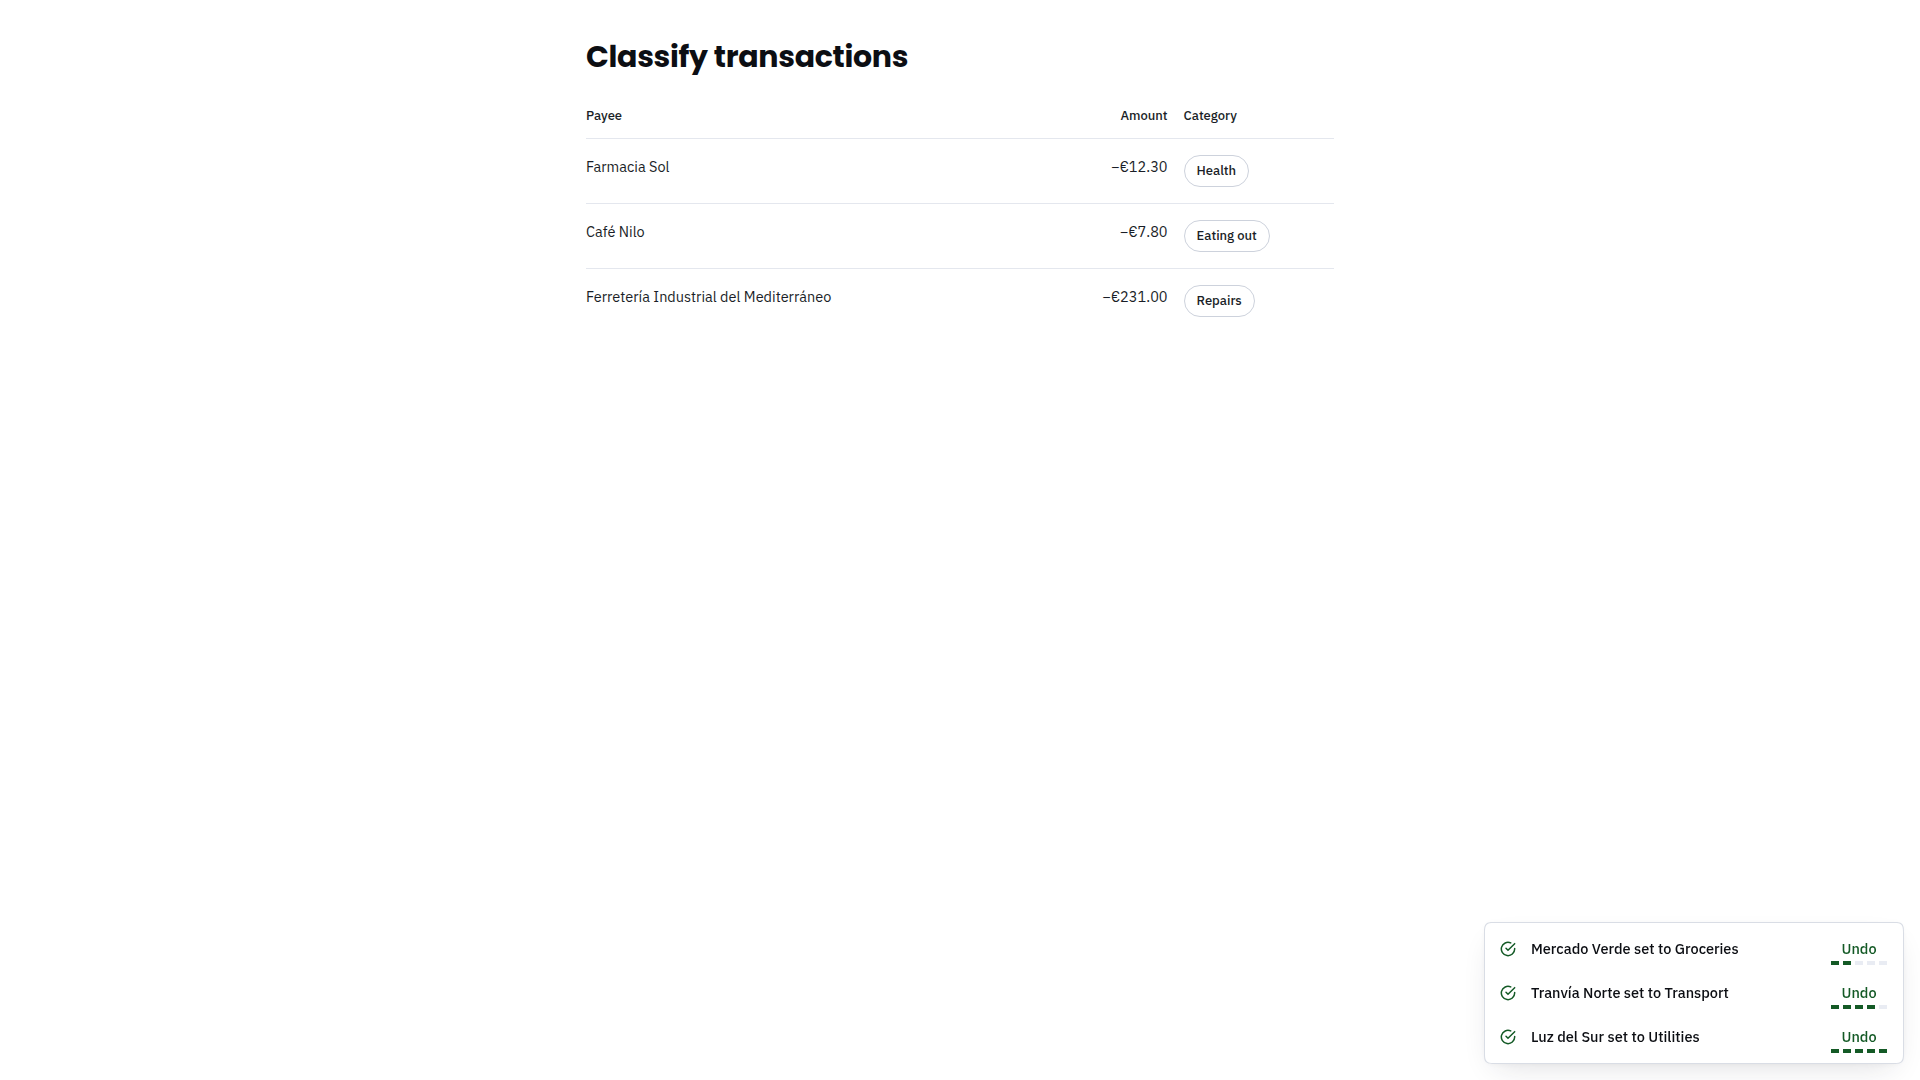 Classify transactions
Payee Amount Category
Farmacia Sol −€12.30 Health
Café Nilo −€7.80 Eating out
Ferretería Industrial del Mediterráneo −€231.00 Repairs
Mercado Verde set to Groceries Undo
Tranvía Norte set to Transport Undo
Luz del Sur set to Utilities Undo